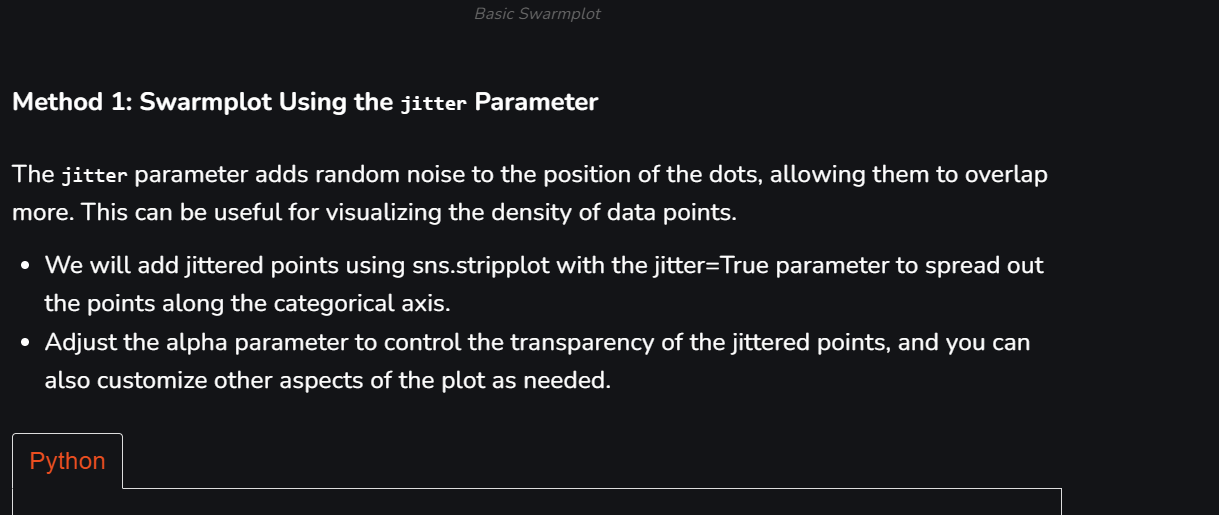 Basic Swarmplot
Method 1: Swarmplot Using the jitter Parameter
The jitter parameter adds random noise to the position of the dots, allowing them to overlap
more. This can be useful for visualizing the density of data points.
• We will add jittered points using sns.stripplot with the jitter=True parameter to spread out
the points along the categorical axis.
• Adjust the alpha parameter to control the transparency of the jittered points, and you can
also customize other aspects of the plot as needed.
Python